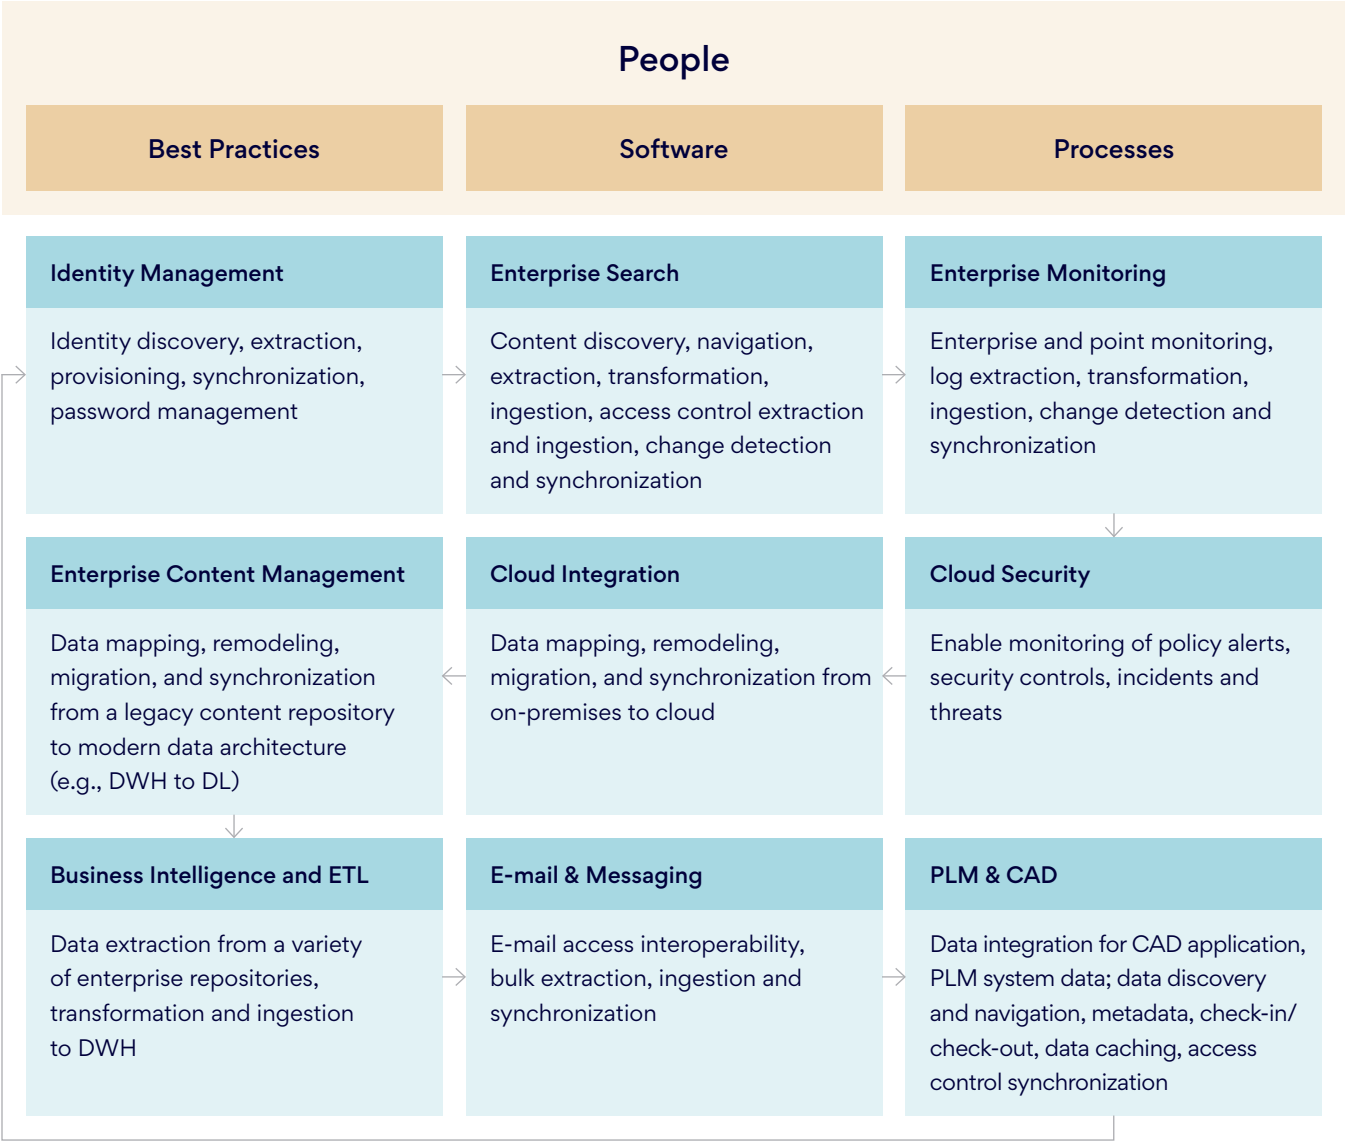 People
Best Practices
Software
Processes
Identity Management
Identity discovery, extraction,
provisioning, synchronization,
password management
Enterprise Search
Content discovery, navigation,
extraction, transformation,
ingestion, access control extraction
and ingestion, change detection
and synchronization
Enterprise Monitoring
Enterprise and point monitoring,
log extraction, transformation,
ingestion, change detection and
synchronization
Enterprise Content Management
Data mapping, remodeling,
migration, and synchronization
from a legacy content repository
to modern data architecture
(e.g., DWH to DL)
Cloud Integration
Data mapping, remodeling,
migration, and synchronization from
on-premises to cloud
Cloud Security
Enable monitoring of policy alerts,
security controls, incidents and
threats
Business Intelligence and ETL
Data extraction from a variety
of enterprise repositories,
transformation and ingestion
to DWH
E-mail & Messaging
E-mail access interoperability,
bulk extraction, ingestion and
synchronization
PLM & CAD
Data integration for CAD application,
PLM system data; data discovery
and navigation, metadata, check-in/
check-out, data caching, access
control synchronization